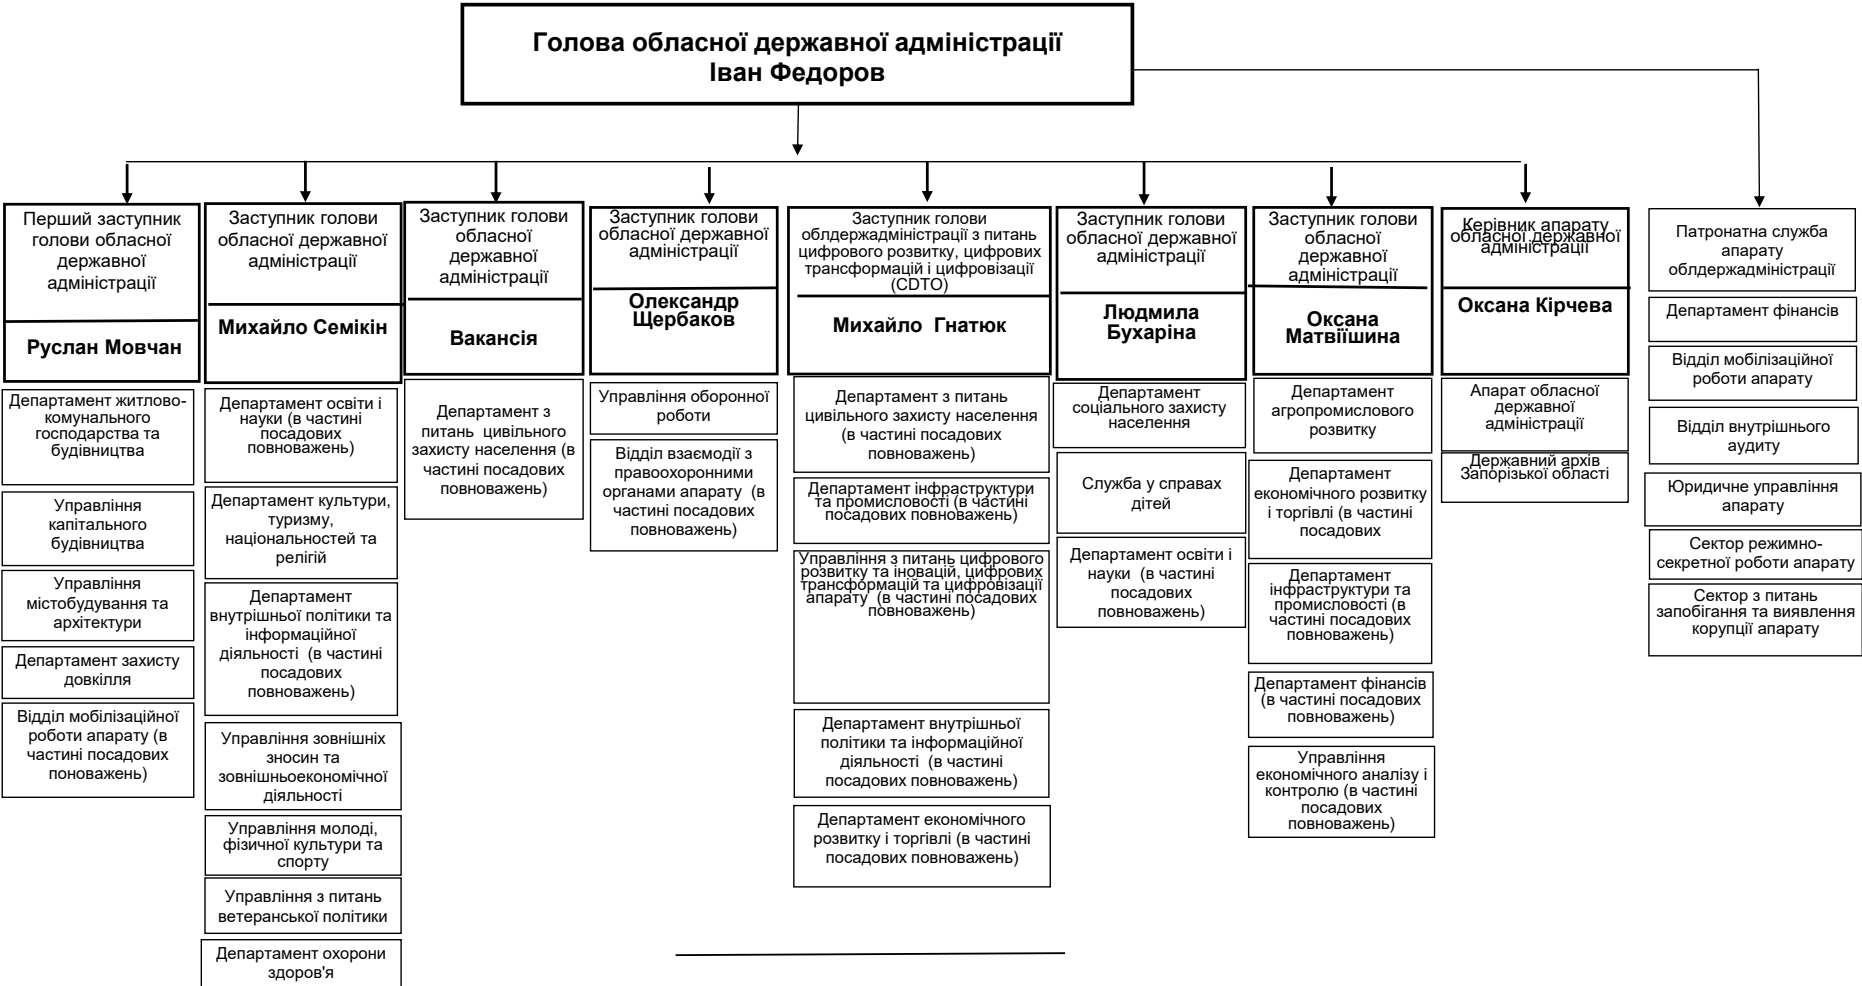 Голова обласної державної адміністрації
Іван Федоров
Перший заступник
голови обласної
державної
адміністрації
Руслан Мовчан
Департамент житлово-
комунального
господарства та
будівництва
Управління
капітального
будівництва
Управління
містобудування та
архітектури
Департамент захисту
довкілля
Відділ мобілізаційної
роботи апарату (в
частині посадових
поноважень)
Заступник голови
обласної державної
адміністрації
Михайло Семікін
Департамент освіти і
науки (в частині
посадових
повноважень)
Департамент культури,
туризму,
національностей та
релігій
Департамент
внутрішньої політики та
інформаційної
діяльності (в частині
посадових
повноважень)
Управління зовнішніх
зносин та
зовнішньоекономічної
діяльності
Управління молоді,
фізичної культури та
спорту
Управління з питань
ветеранської політики
Департамент охорони
здоров'я
Заступник голови
обласної
державної
адміністрації
Вакансія
Департамент з
питань цивільного
захисту населення (в
частині посадових
повноважень)
Заступник голови
обласної державної
адміністрації
Олександр
Щербаков
Управління оборонної
роботи
Відділ взаємодії з
правоохоронними
органами апарату (в
частині посадових
повноважень)
Заступник голови
облдержадміністрації з питань
цифрового розвитку, цифрових
трансформацій і цифровізації
(CDTO)
Михайло Гнатюк
Департамент з питань
цивільного захисту населення
(в частині посадових
повноважень)
Департамент інфраструктури
та промисловості (в частині
посадових повноважень)
Управління з питань цифрового
розвитку та іновацій, цифрових
трансформацій та цифровізації
апарату (в частині посадових
повноважень)
Департамент внутрішньої
політики та інформаційної
діяльності (в частині
посадових повноважень)
Департамент економічного
розвитку і торгівлі (в частині
посадових повноважень)
Заступник голови
обласної державної
адміністрації
Людмила
Бухаріна
Департамент
соціального захисту
населення
Служба у справах
дітей
Департамент освіти і
науки (в частині
посадових
повноважень)
Заступник голови
обласної
державної
адміністрації
Оксана
Матвіїшина
Департамент
агропромислового
розвитку
Департамент
економічного розвитку
і торгівлі (в частині
посадових
Департамент
інфраструктури та
промисловості (в
частині посадових
повноважень)
Департамент фінансів
(в частині посадових
повноважень)
Управління
економічного аналізу і
контролю (в частині
посадових
повноважень)
Керівник апарату
обласної державної
адміністрації
Оксана Кірчева
Апарат обласної
державної
адміністрації
Державний архів
Запорізької області
Патронатна служба
апарату
облдержадміністрації
Департамент фінансів
Відділ мобілізаційної
роботи апарату
Відділ внутрішнього
аудиту
Юридичне управління
апарату
Сектор режимно-
секретної роботи апарату
Сектор з питань
запобігання та виявлення
корупції апарату